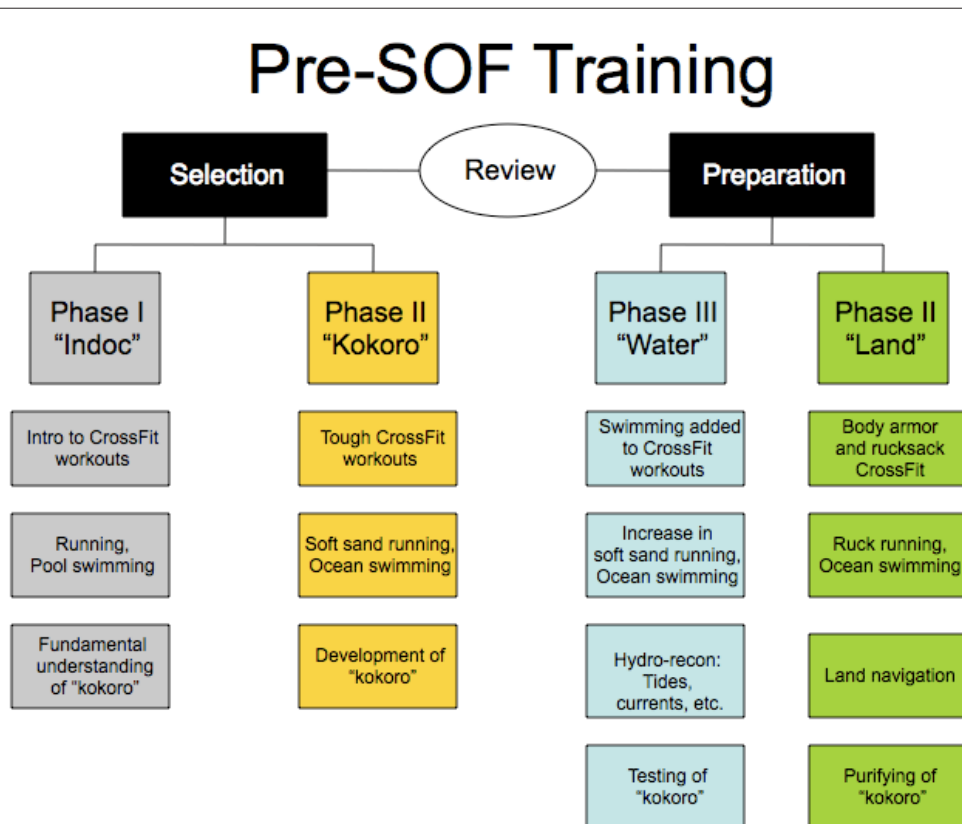 Pre-SOF Training
Selection
Review
Preparation
Phase I
“Indoc”
Intro to CrossFit
workouts
Running,
Pool swimming
Fundamental
understanding
of “kokoro”
Phase II
“Kokoro”
Tough CrossFit
workouts
Soft sand running,
Ocean swimming
Development of
“kokoro”
Phase III
“Water”
Swimming added
to CrossFit
workouts
Increase in
soft sand running,
Ocean swimming
Hydro-recon:
Tides,
currents, etc.
Testing of
“kokoro”
Phase II
“Land”
Body armor
and rucksack
CrossFit
Ruck running,
Ocean swimming
Land navigation
Purifying of
“kokoro”